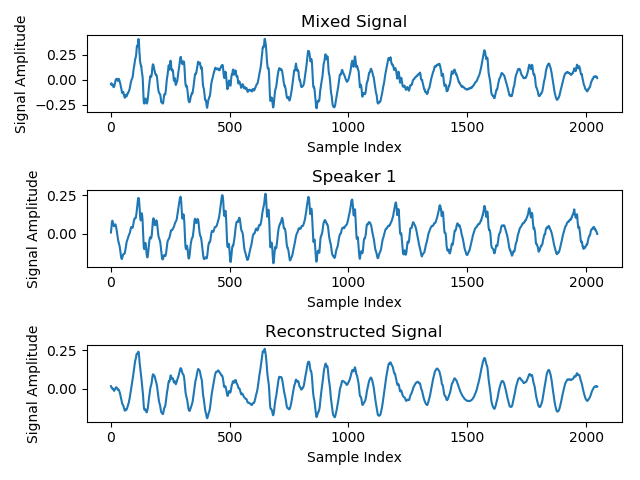 Mixed Signal
Signal Amplitude
0.25
0.00
−0.25
0
500
1000
1500
2000
Sample Index
Speaker 1
Signal Amplitude
0.25
0.00
0
500
1000
1500
2000
Sample Index
Reconstructed Signal
Signal Amplitude
0.25
0.00
0
500
1000
1500
2000
Sample Index